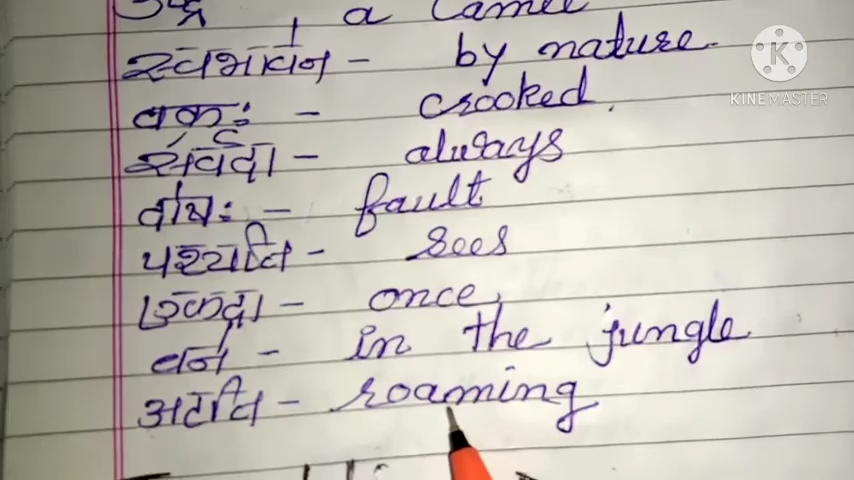 a Camel
स्वभावेन - by nature.
वक्रः - crooked.
सर्वदा - always
दोषः - fault
पश्यति - sees
एकदा - once
वने - in the jungle
अटति - roaming
KINEMASTER